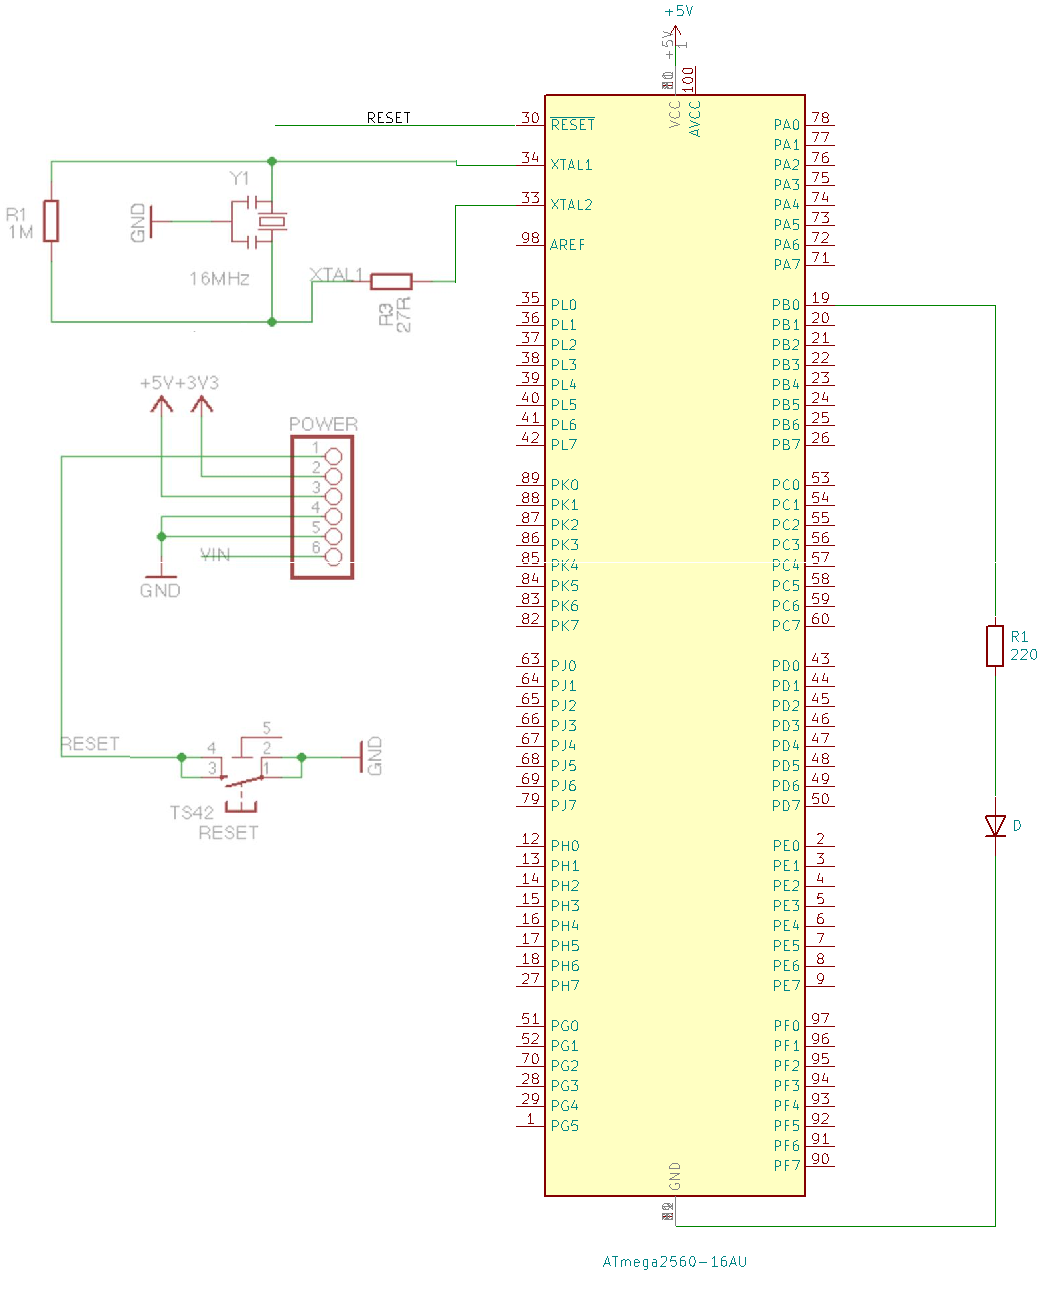 +5V
+5V
1
100
VCC
AVCC
RESET
30 RESET
34 XTAL1
33 XTAL2
98 AREF
35 PL0
36 PL1
37 PL2
38 PL3
39 PL4
40 PL5
41 PL6
42 PL7
89 PK0
88 PK1
87 PK2
86 PK3
85 PK4
84 PK5
83 PK6
82 PK7
63 PJ0
64 PJ1
65 PJ2
66 PJ3
67 PJ4
68 PJ5
69 PJ6
79 PJ7
12 PH0
13 PH1
14 PH2
15 PH3
16 PH4
17 PH5
18 PH6
27 PH7
51 PG0
52 PG1
70 PG2
28 PG3
29 PG4
1 PG5
PA0 78
PA1 77
PA2 76
PA3 75
PA4 74
PA5 73
PA6 72
PA7 71
PB0 19
PB1 20
PB2 21
PB3 22
PB4 23
PB5 24
PB6 25
PB7 26
PC0 53
PC1 54
PC2 55
PC3 56
PC4 57
PC5 58
PC6 59
PC7 60
PD0 43
PD1 44
PD2 45
PD3 46
PD4 47
PD5 48
PD6 49
PD7 50
PE0 2
PE1 3
PE2 4
PE3 5
PE4 6
PE5 7
PE6 8
PE7 9
PF0 97
PF1 96
PF2 95
PF3 94
PF4 93
PF5 92
PF6 91
PF7 90
GND
ATmega2560-16AU
R1
220
D
R1
1M
GND
Y1
16MHz
XTAL1
R3
27R
+5V +3V3
POWER
1
2
3
4
5
6
VIN
GND
RESET
5
4
2
3
1
GND
TS42
RESET